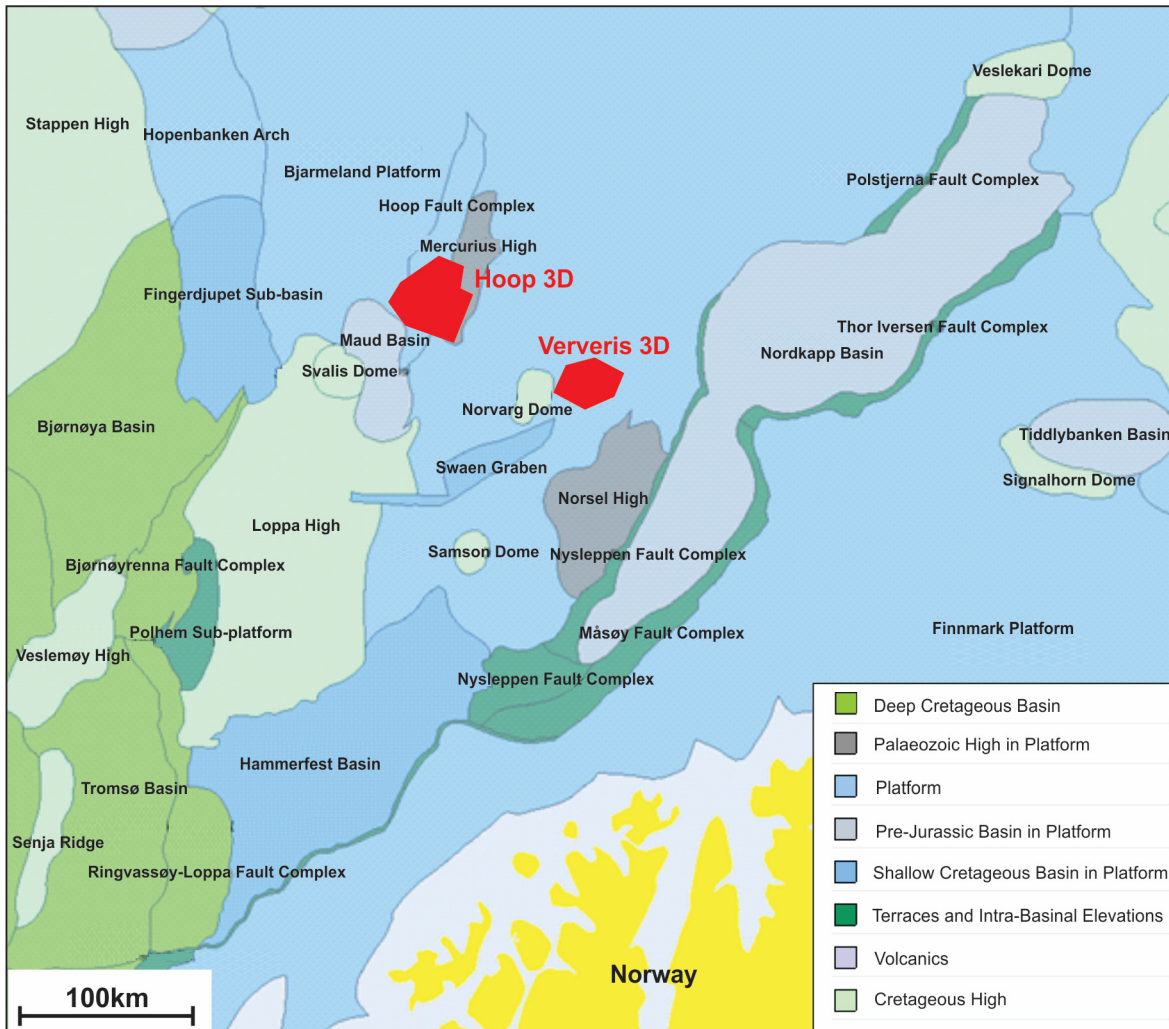 Veslekari Dome
Stappen High
Hopenbanken Arch
Bjarmeland Platform
Polstjerna Fault Complex
Hoop Fault Complex
Mercurius High
Hoop 3D
Fingerdjupet Sub-basin
Thor Iversen Fault Complex
Maud Basin
Ververis 3D
Nordkapp Basin
Svalis Dome
Norvarg Dome
Bjørnøya Basin
Tiddlybanken Basin
Swaen Graben
Signalhorn Dome
Norsel High
Loppa High
Samson Dome
Nysleppen Fault Complex
Bjørnøyrenna Fault Complex
Polhem Sub-platform
Måsøy Fault Complex
Finnmark Platform
Veslemøy High
Nysleppen Fault Complex
Hammerfest Basin
Tromsø Basin
Senja Ridge
Ringvassøy-Loppa Fault Complex
Norway
100km
Deep Cretageous Basin
Palaeozoic High in Platform
Platform
Pre-Jurassic Basin in Platform
Shallow Cretageous Basin in Platform
Terraces and Intra-Basinal Elevations
Volcanics
Cretageous High